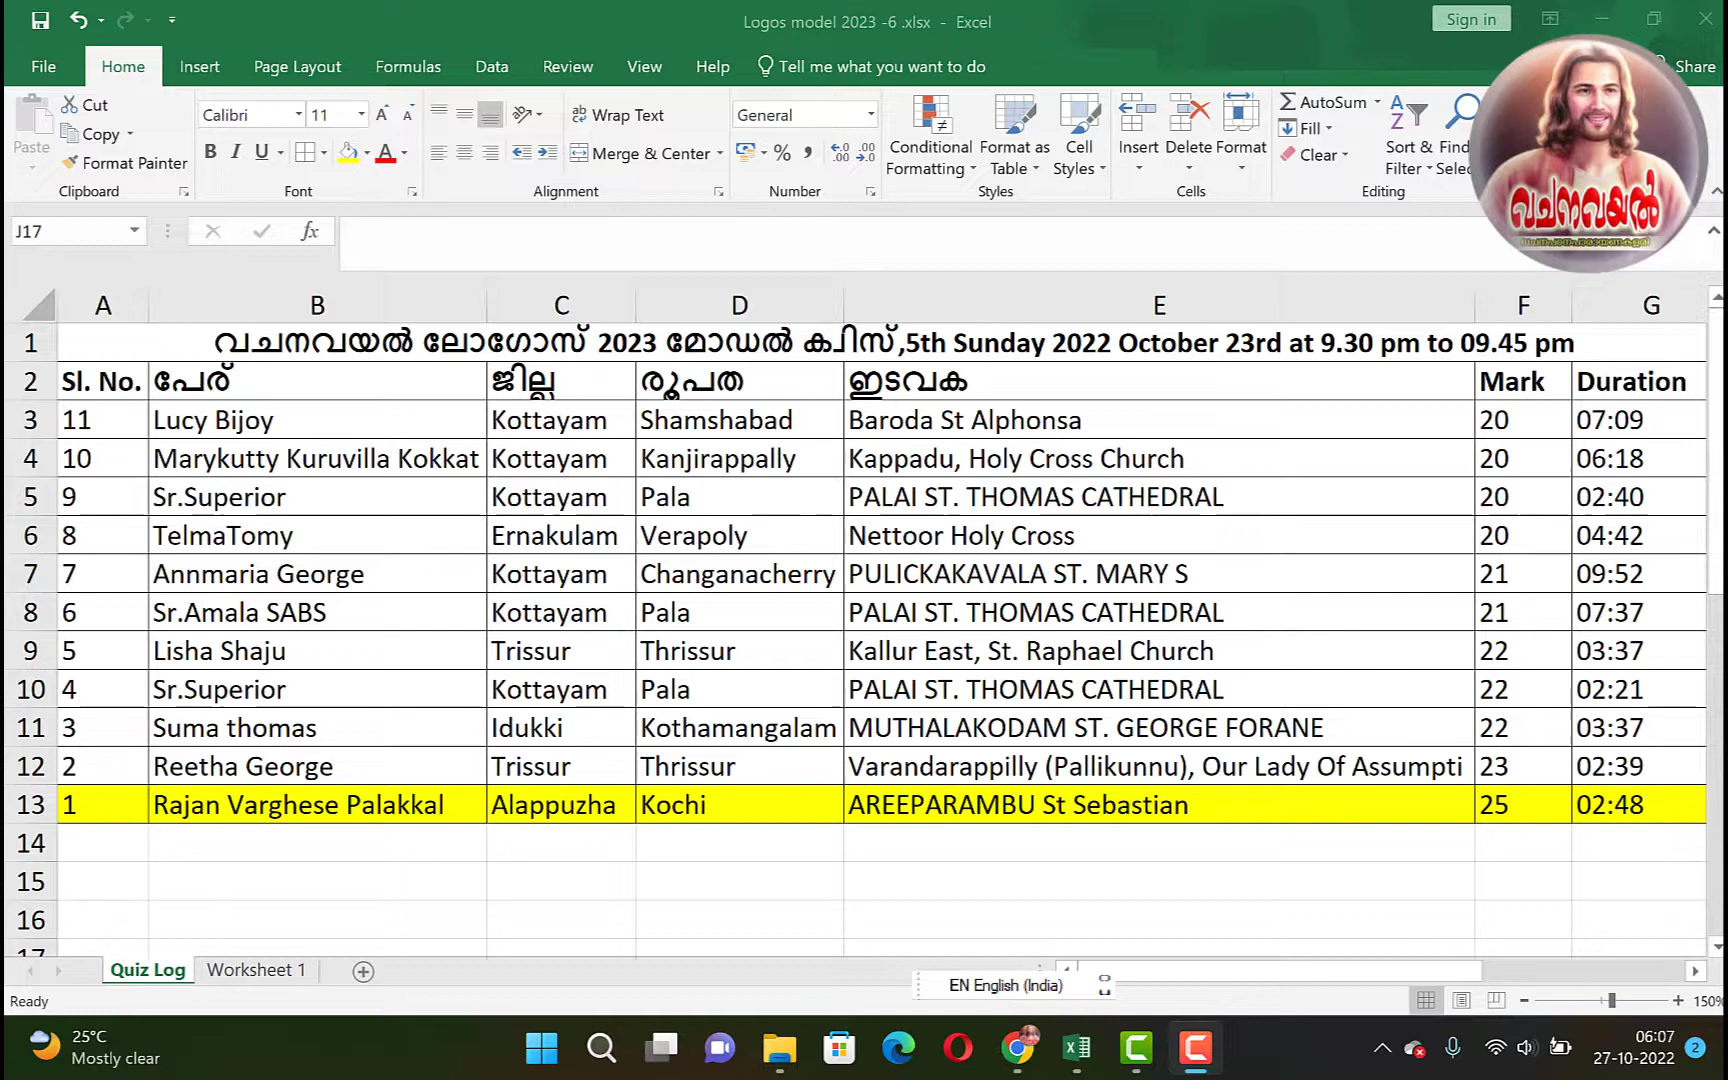 Logos model 2023 -6 .xlsx - Excel
Sign in
File Home Insert Page Layout Formulas Data Review View Help Tell me what you want to do Share
Cut
Copy
Format Painter
Paste
Clipboard
Calibri 11
B I U
Font
Wrap Text
Merge & Center
Alignment
General
Number
Conditional Formatting
Format as Table
Cell Styles
Styles
Insert Delete Format
Cells
AutoSum
Fill
Clear
Sort & Filter
Find
Editing
വചനവയൽ
J17
fx
A B C D E F G
1 വചനവയൽ ലോഗോസ് 2023 മോഡൽ ക്വിസ്,5th Sunday 2022 October 23rd at 9.30 pm to 09.45 pm
2 Sl. No. പേര് ജില്ല രൂപത ഇടവക Mark Duration
3 11 Lucy Bijoy Kottayam Shamshabad Baroda St Alphonsa 20 07:09
4 10 Marykutty Kuruvilla Kokkat Kottayam Kanjirappally Kappadu, Holy Cross Church 20 06:18
5 9 Sr.Superior Kottayam Pala PALAI ST. THOMAS CATHEDRAL 20 02:40
6 8 TelmaTomy Ernakulam Verapoly Nettoor Holy Cross 20 04:42
7 7 Annmaria George Kottayam Changanacherry PULICKAKAVALA ST. MARY S 21 09:52
8 6 Sr.Amala SABS Kottayam Pala PALAI ST. THOMAS CATHEDRAL 21 07:37
9 5 Lisha Shaju Trissur Thrissur Kallur East, St. Raphael Church 22 03:37
10 4 Sr.Superior Kottayam Pala PALAI ST. THOMAS CATHEDRAL 22 02:21
11 3 Suma thomas Idukki Kothamangalam MUTHALAKODAM ST. GEORGE FORANE 22 03:37
12 2 Reetha George Trissur Thrissur Varandarappilly (Pallikunnu), Our Lady Of Assumpti 23 02:39
13 1 Rajan Varghese Palakkal Alappuzha Kochi AREEPARAMBU St Sebastian 25 02:48
14
15
16
17
Quiz Log Worksheet 1
EN English (India)
Ready
150%
25°C
Mostly clear
06:07
27-10-2022
2